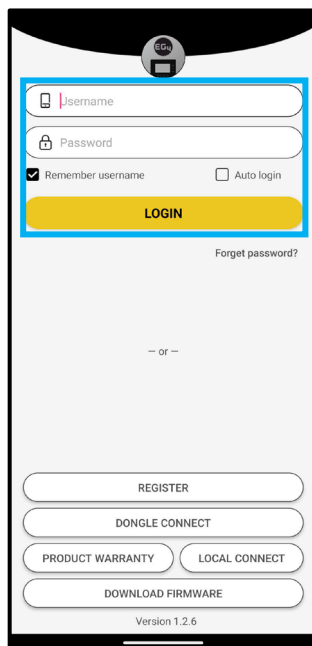 EG4
Username
Password
Remember username Auto login
LOGIN
Forget password?
— or —
REGISTER
DONGLE CONNECT
PRODUCT WARRANTY LOCAL CONNECT
DOWNLOAD FIRMWARE
Version 1.2.6